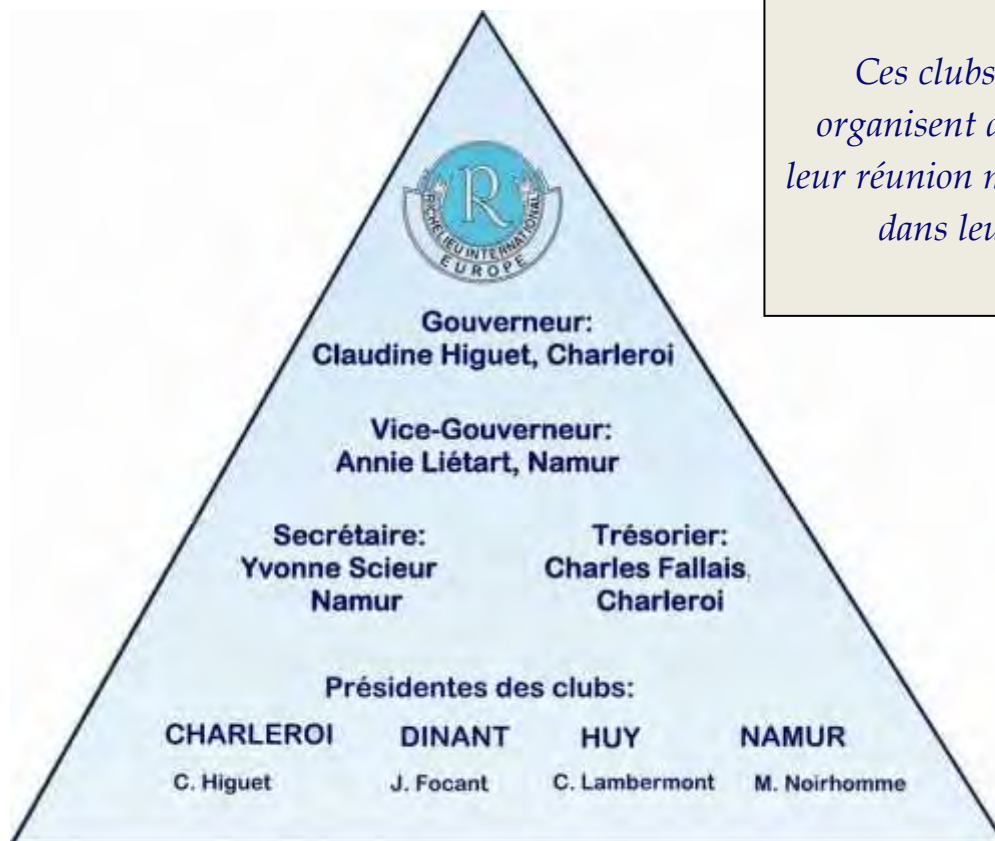 Ces clubs
organisent
leur réunion
dans
R
RICHELIEU INTERNATIONAL
EUROPE
Gouverneur:
Claudine Higuet, Charleroi
Vice-Gouverneur:
Annie Liétart, Namur
Secrétaire:
Yvonne Scieur
Namur
Trésorier:
Charles Fallais,
Charleroi
Présidentes des clubs:
CHARLEROI DINANT HUY NAMUR
C. Higuet J. Focant C. Lambermont M. Noirhomme